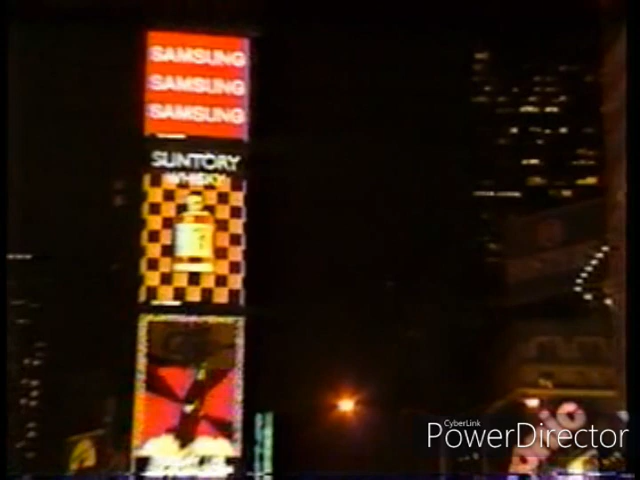 SAMSUNG
SAMSUNG
SAMSUNG
SUNTORY
WHISKY
CyberLink
PowerDirector